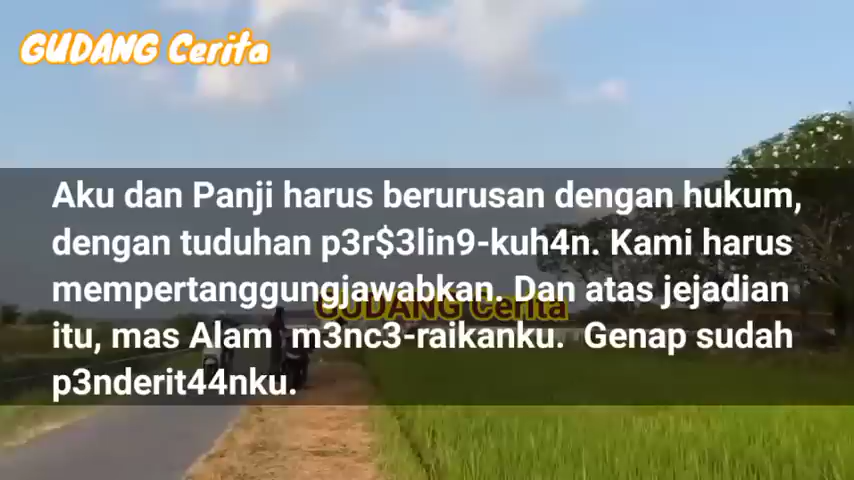 GUDANG Cerita
Aku dan Panji harus berurusan dengan hukum,
dengan tuduhan p3r$3lin9-kuh4n. Kami harus
mempertanggungjawabkan. Dan atas jejadian
GUDANG Cerita
itu, mas Alam m3nc3-raikanku. Genap sudah
p3nderit44nku.